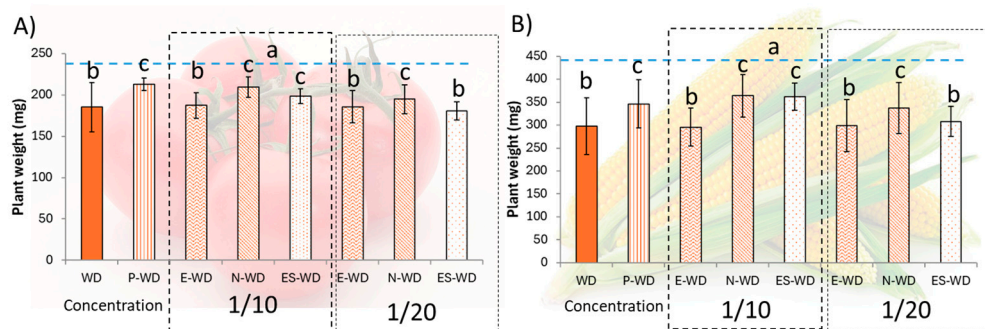 A)
Plant weight (mg)
250
200
150
100
50
0
a
b c b c c b c b
WD P-WD E-WD N-WD ES-WD E-WD N-WD ES-WD
Concentration 1/10 1/20
B)
Plant weight (mg)
450
400
350
300
250
200
150
100
50
0
a
b c b c c b c b
WD P-WD E-WD N-WD ES-WD E-WD N-WD ES-WD
Concentration 1/10 1/20